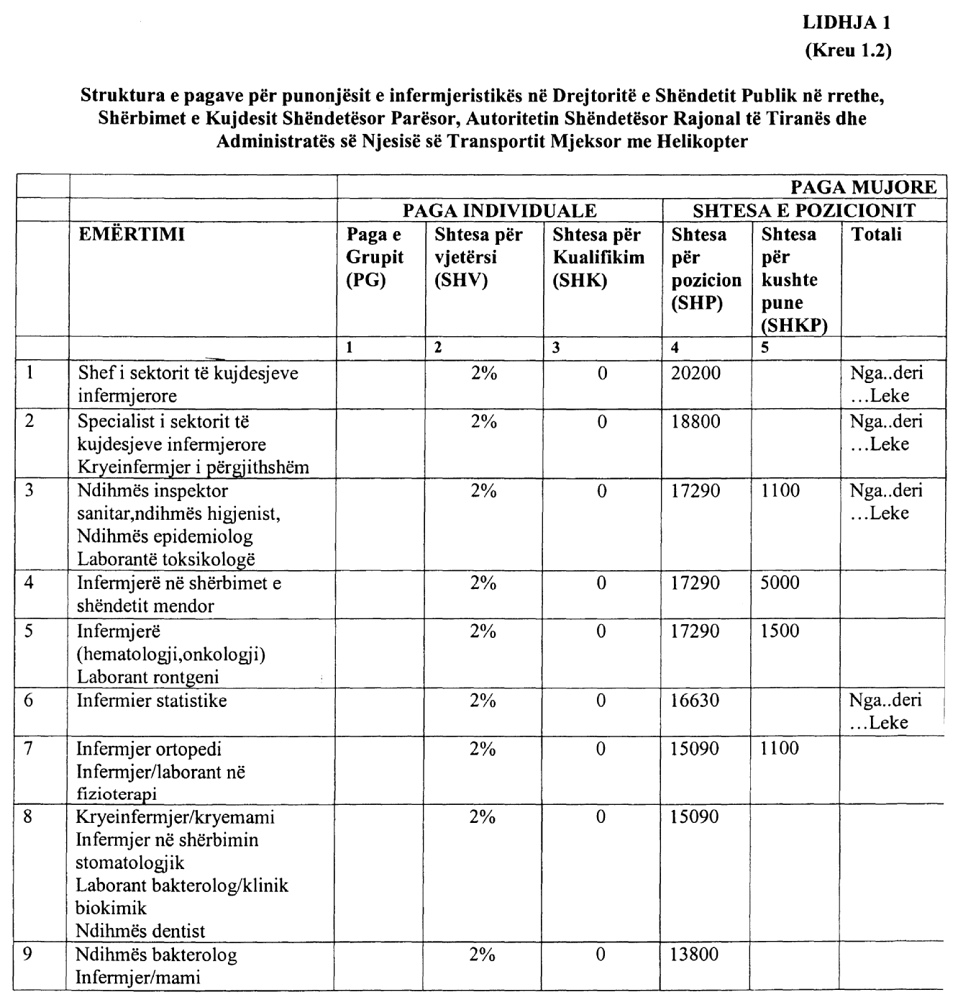 LIDHJA 1
(Kreu 1.2)
Struktura e pagave për punonjësit e infermjeristikës në Drejtoritë e Shëndetit Publik në rrethe,
Shërbimet e Kujdesit Shëndetësor Parësor, Autoritetin Shëndetësor Rajonal të Tiranës dhe
Administratës së Njesisë së Transportit Mjeksor me Helikopter
PAGA MUJORE
PAGA INDIVIDUALE SHTESA E POZICIONIT
EMËRTIMI Paga e Shtesa për Shtesa për Shtesa Shtesa Totali
Grupit vjetërsi Kualifikim për për
(PG) (SHV) (SHK) pozicion kushte
(SHP) pune
(SHKP)
1 2 3 4 5
1 Shef i sektorit të kujdesjeve 2% 0 20200 Nga..deri
infermjerore ...Leke
2 Specialist i sektorit të 2% 0 18800 Nga..deri
kujdesjeve infermjerore ...Leke
Kryeinfermjer i përgjithshëm
3 Ndihmës inspektor 2% 0 17290 1100 Nga..deri
sanitar,ndihmës higjenist, ...Leke
Ndihmës epidemiolog
Laborantë toksikologë
4 Infermjerë në shërbimet e 2% 0 17290 5000
shëndetit mendor
5 Infermjerë 2% 0 17290 1500
(hematologji,onkologji)
Laborant rontgeni
6 Infermier statistike 2% 0 16630 Nga..deri
...Leke
7 Infermjer ortopedi 2% 0 15090 1100
Infermjer/laborant në
fizioterapi
8 Kryeinfermjer/kryemami 2% 0 15090
Infermjer në shërbimin
stomatologjik
Laborant bakterolog/klinik
biokimik
Ndihmës dentist
9 Ndihmës bakterolog 2% 0 13800
Infermjer/mami